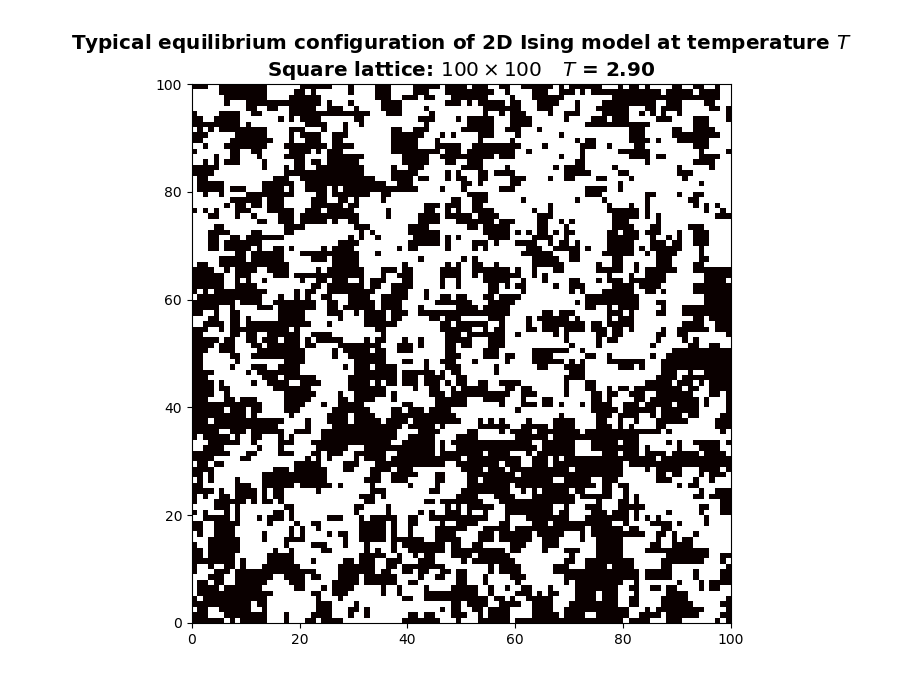 Typical equilibrium configuration of 2D Ising model at temperature T
Square lattice: 100 × 100 T = 2.90
100
80
60
40
20
0
0 20 40 60 80 100